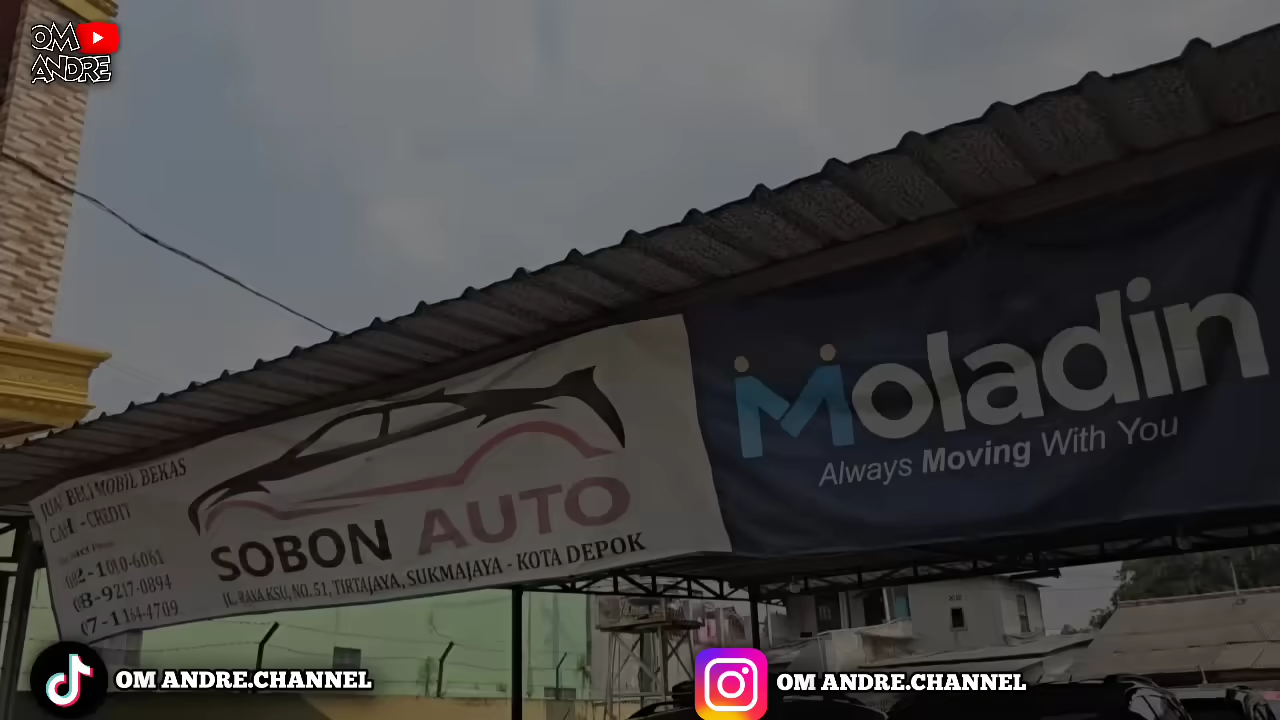 OM
ANDRE
Moladin
Always Moving With You
JUAL BELI MOBIL BEKAS
CASH - CREDIT
SOBON AUTO
JL. RAYA KSU, NO. 51, TIRTAJAYA, SUKMAJAYA - KOTA DEPOK
OM ANDRE.CHANNEL
OM ANDRE.CHANNEL